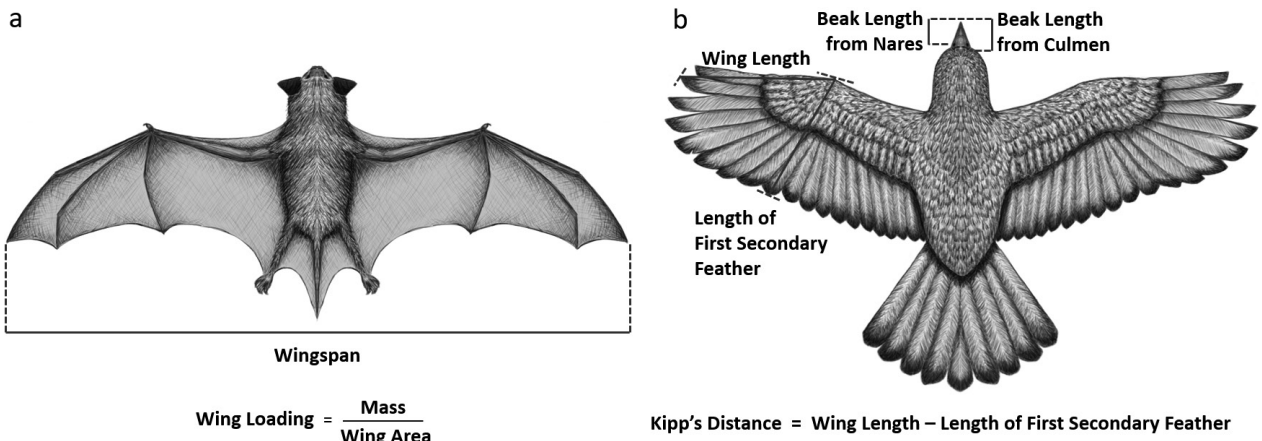 a
Wingspan
Wing Loading = Mass
Wing Area
b
Beak Length
from Nares
Beak Length
from Culmen
Wing Length
Length of
First Secondary
Feather
Kipp's Distance = Wing Length – Length of First Secondary Feather